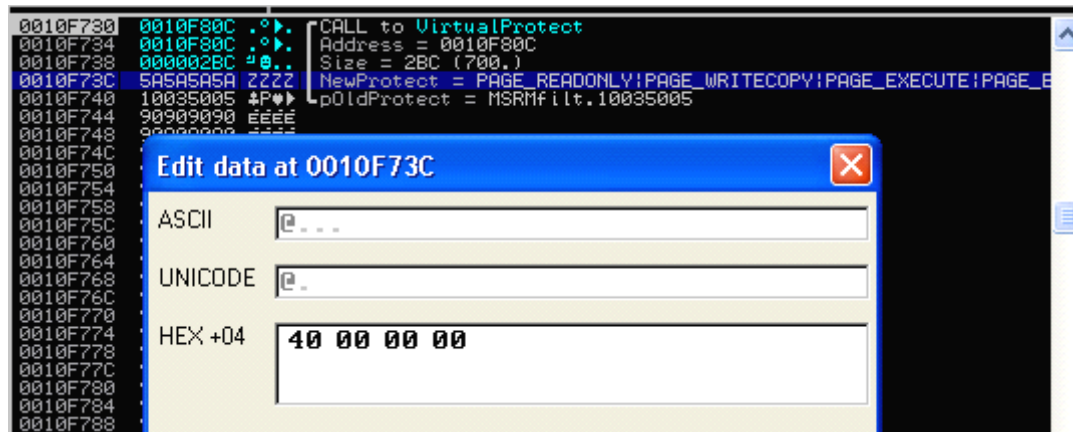 0010F730 0010F80C .°►. CALL to VirtualProtect
0010F734 0010F80C .°►. Address = 0010F80C
0010F738 000002BC ╝☻.. Size = 2BC (700.)
0010F73C 5A5A5A5A ZZZZ NewProtect = PAGE_READONLY|PAGE_WRITECOPY|PAGE_EXECUTE|PAGE_E
0010F740 10035005 ♣P♥► pOldProtect = MSRMfilt.10035005
0010F744 90909090 ÉÉÉÉ
0010F748
0010F74C
0010F750
0010F754
0010F758
0010F75C
0010F760
0010F764
0010F768
0010F76C
0010F770
0010F774
0010F778
0010F77C
0010F780
0010F784
0010F788
Edit data at 0010F73C
ASCII @...
UNICODE @.
HEX +04 40 00 00 00